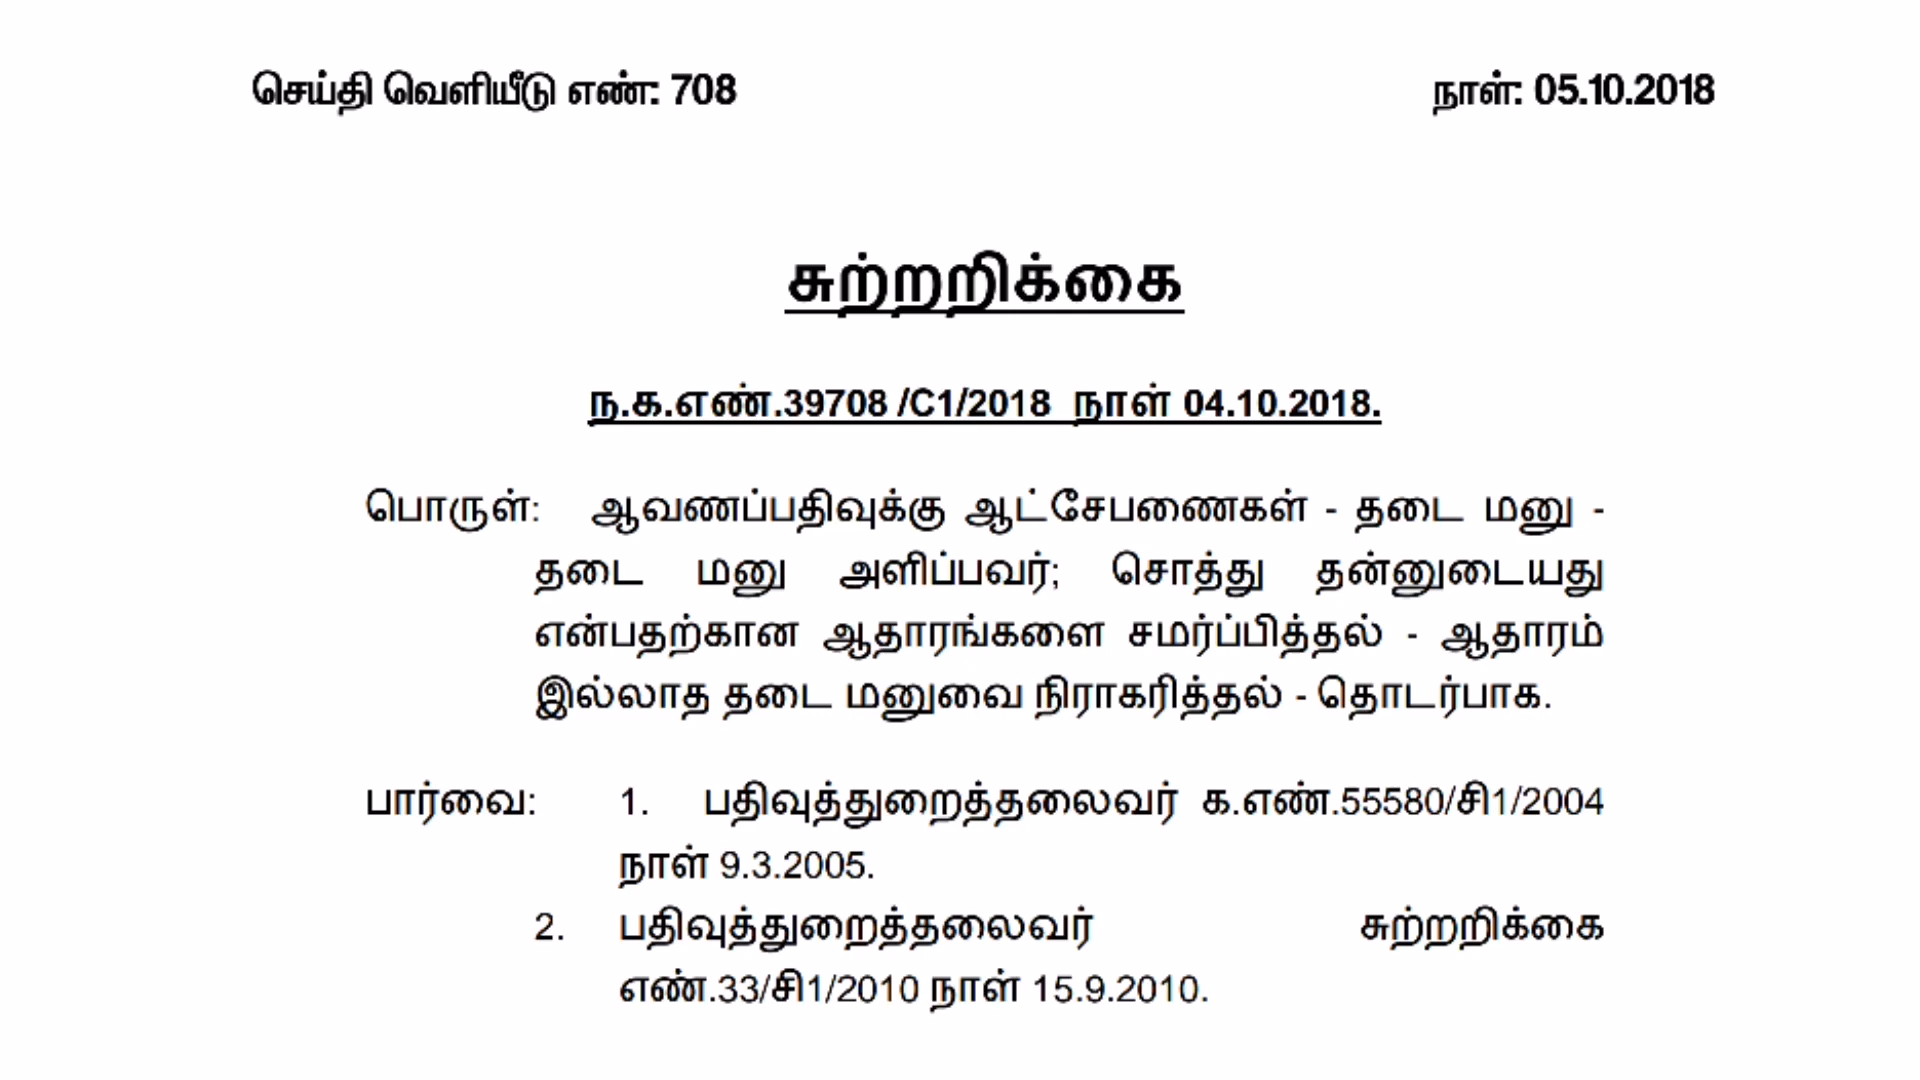 செய்தி வெளியீடு எண்: 708 நாள்: 05.10.2018
சுற்றறிக்கை
ந.க.எண்.39708 /C1/2018 நாள் 04.10.2018.
பொருள்: ஆவணப்பதிவுக்கு ஆட்சேபணைகள் - தடை மனு -
தடை மனு அளிப்பவர்; சொத்து தன்னுடையது
என்பதற்கான ஆதாரங்களை சமர்ப்பித்தல் - ஆதாரம்
இல்லாத தடை மனுவை நிராகரித்தல் - தொடர்பாக.
பார்வை: 1. பதிவுத்துறைத்தலைவர் க.எண்.55580/சி1/2004
நாள் 9.3.2005.
2. பதிவுத்துறைத்தலைவர் சுற்றறிக்கை
எண்.33/சி1/2010 நாள் 15.9.2010.